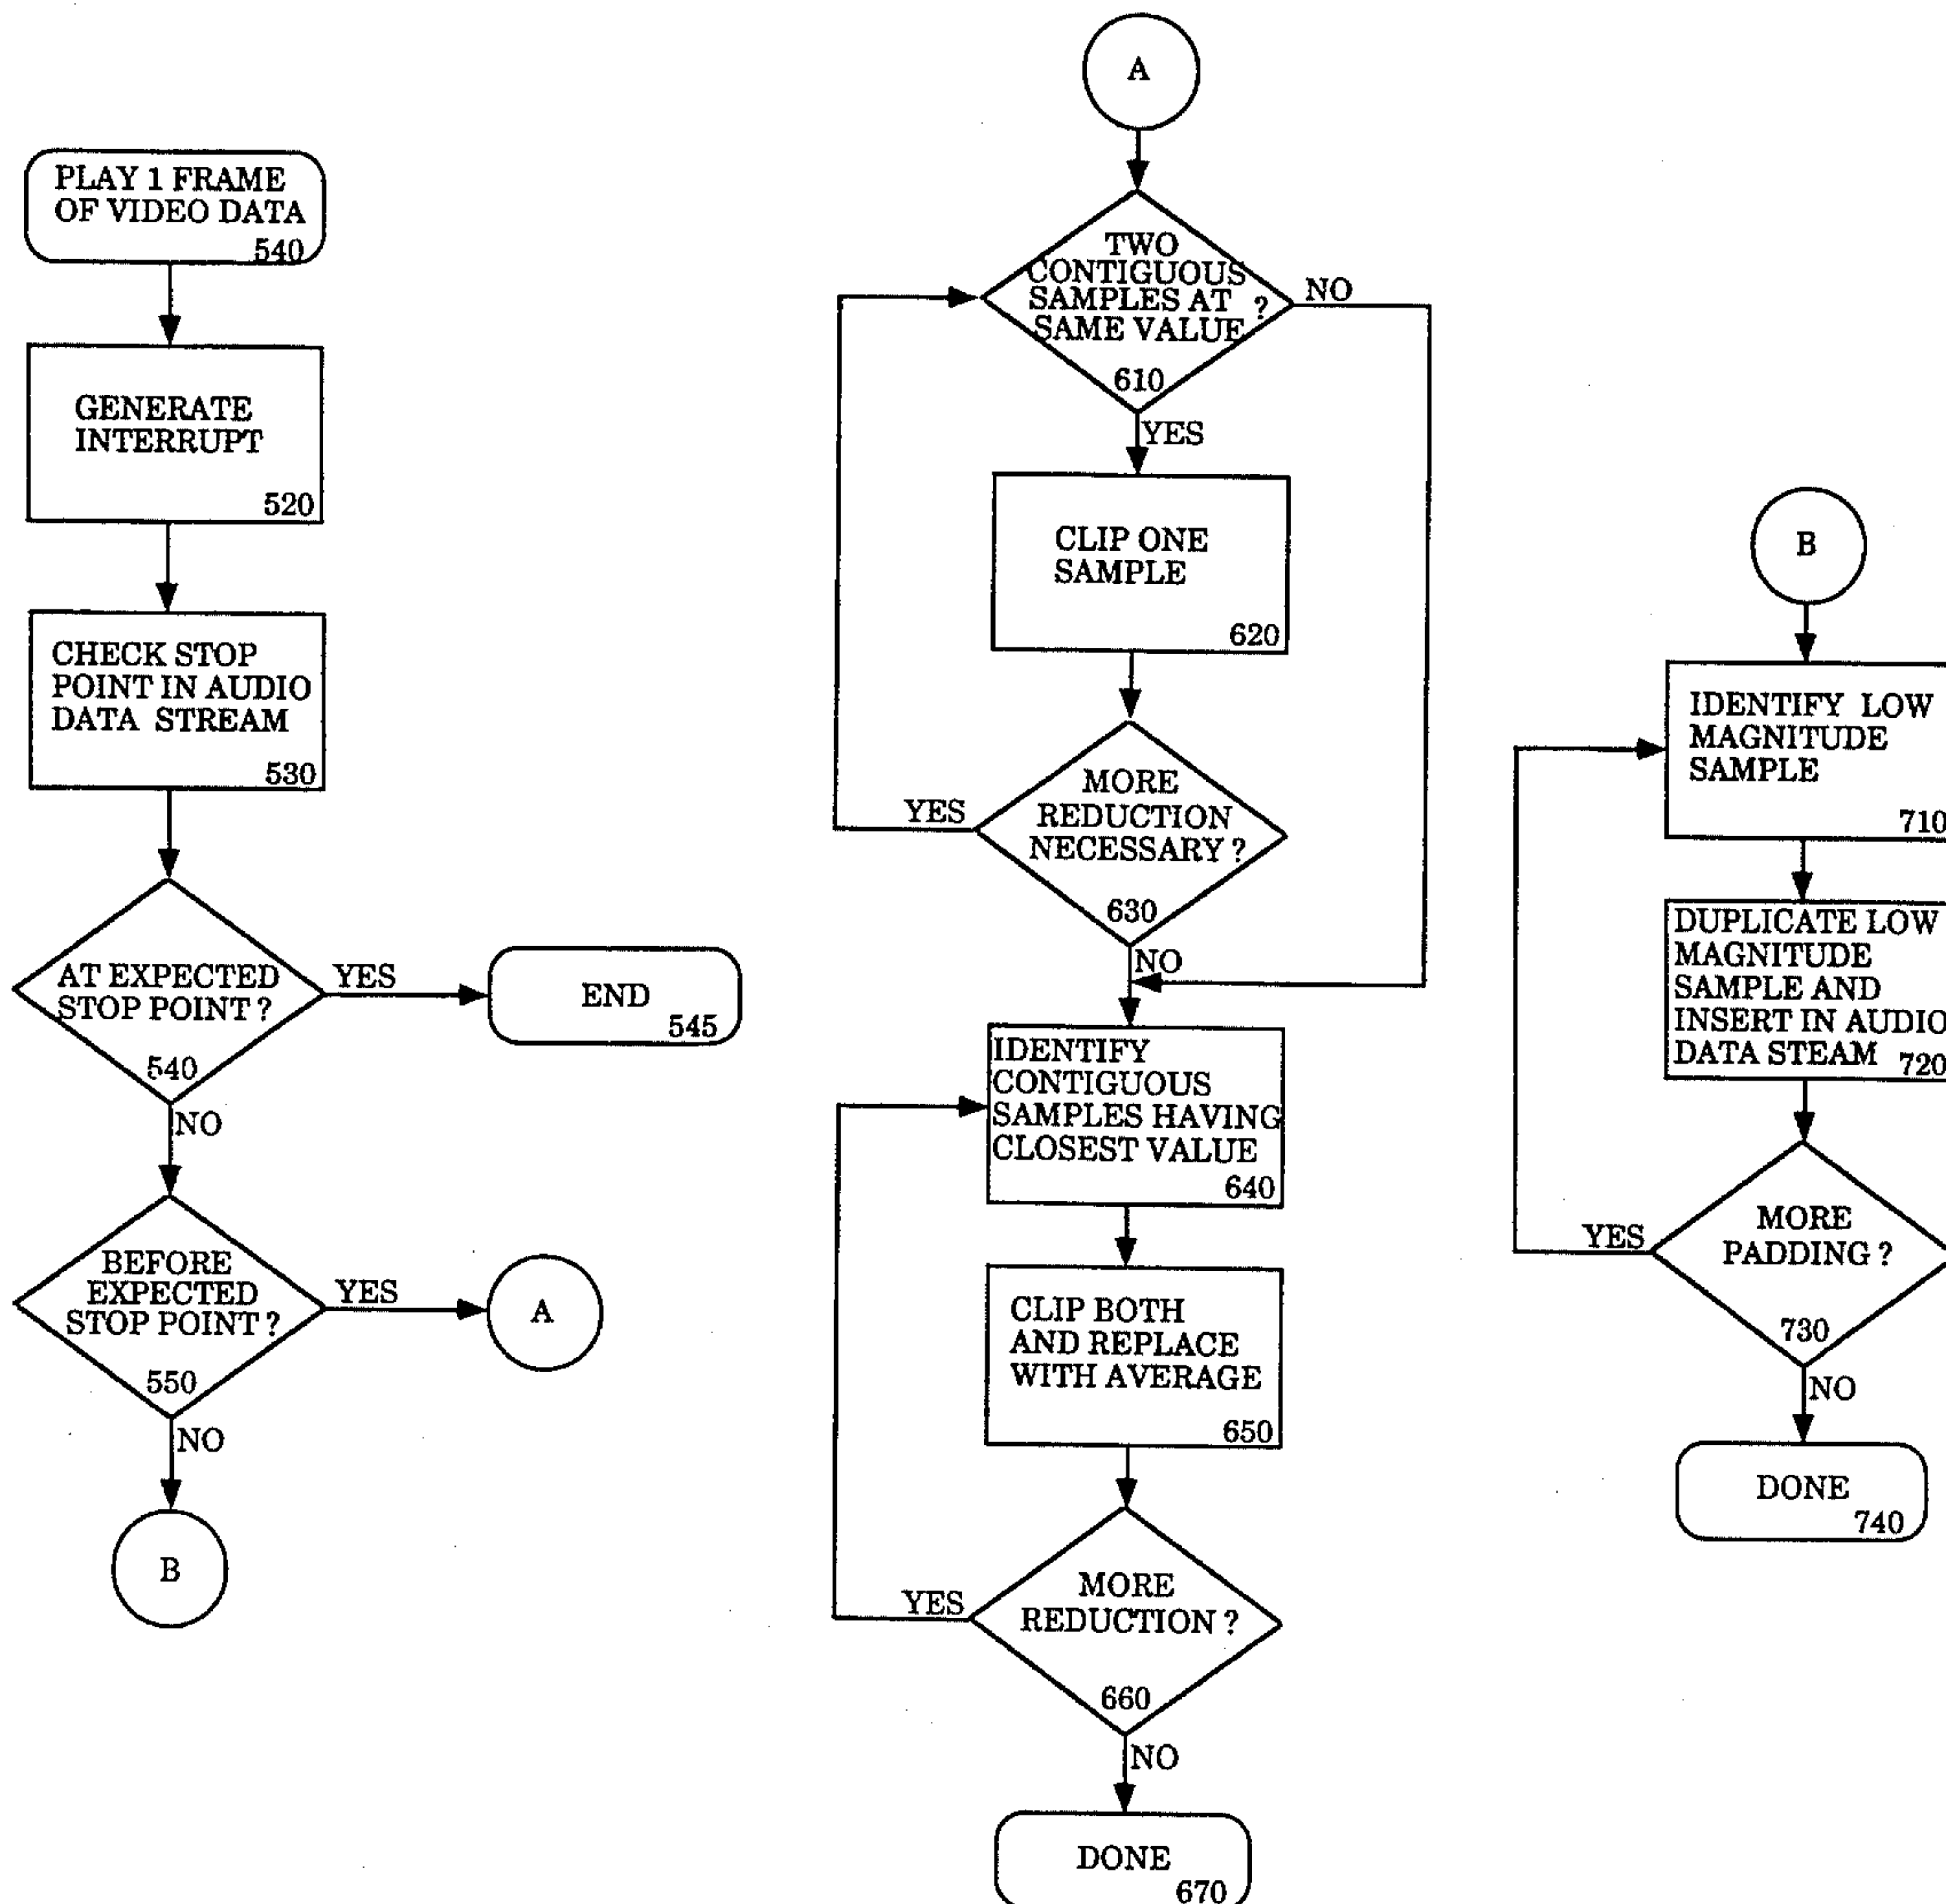 PLAY 1 FRAME
OF VIDEO DATA
540
GENERATE
INTERRUPT
520
CHECK STOP
POINT IN AUDIO
DATA STREAM
530
AT EXPECTED
STOP POINT ?
540
YES
END
545
NO
BEFORE
EXPECTED
STOP POINT ?
550
YES
A
NO
B
A
TWO
CONTIGUOUS
SAMPLES AT
SAME VALUE ?
610
NO
YES
CLIP ONE
SAMPLE
620
MORE
REDUCTION
NECESSARY ?
630
YES
NO
IDENTIFY
CONTIGUOUS
SAMPLES HAVING
CLOSEST VALUE
640
CLIP BOTH
AND REPLACE
WITH AVERAGE
650
MORE
REDUCTION ?
660
YES
NO
DONE
670
B
IDENTIFY LOW
MAGNITUDE
SAMPLE
710
DUPLICATE LOW
MAGNITUDE
SAMPLE AND
INSERT IN AUDIO
DATA STEAM 720
MORE
PADDING ?
730
YES
NO
DONE
740